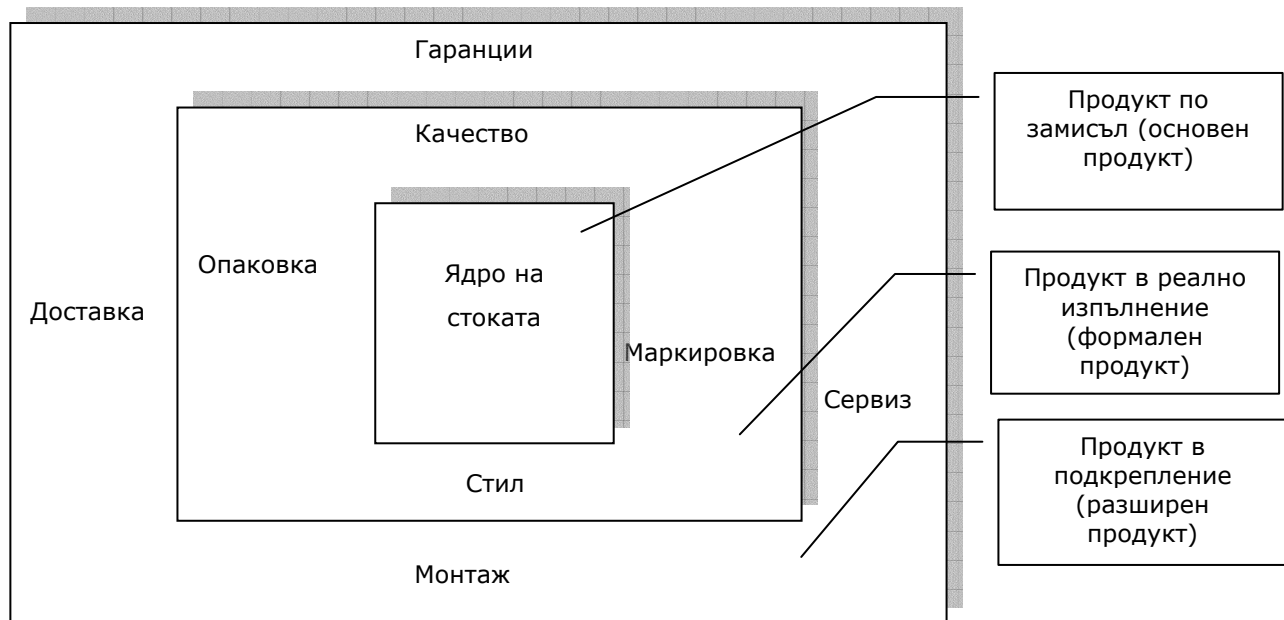 Гаранции
Качество
Опаковка
Ядро на
стоката
Доставка
Маркировка
Сервиз
Стил
Монтаж
Продукт по
замисъл (основен
продукт)
Продукт в реално
изпълнение
(формален
продукт)
Продукт в
подкрепление
(разширен
продукт)